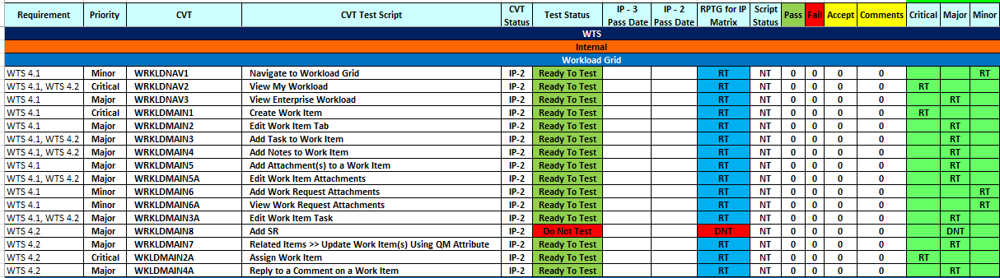 Requirement Priority CVT CVT Test Script CVT Status Test Status IP - 3 Pass Date IP - 2 Pass Date RPTG for IP Matrix Script Status Pass Fail Accept Comments Critical Major Minor
WTS
Internal
Workload Grid
WTS 4.1 Minor WRKLDNAV1 Navigate to Workload Grid IP-2 Ready To Test RT NT 0 0 0 0 RT
WTS 4.1, WTS 4.2 Critical WRKLDNAV2 View My Workload IP-2 Ready To Test RT NT 0 0 0 0 RT
WTS 4.1 Major WRKLDNAV3 View Enterprise Workload IP-2 Ready To Test RT NT 0 0 0 0 RT
WTS 4.1 Critical WRKLDMAIN1 Create Work Item IP-2 Ready To Test RT NT 0 0 0 0 RT
WTS 4.1 Major WRKLDMAIN2 Edit Work Item Tab IP-2 Ready To Test RT NT 0 0 0 0 RT
WTS 4.1, WTS 4.2 Major WRKLDMAIN3 Add Task to Work Item IP-2 Ready To Test RT NT 0 0 0 0 RT
WTS 4.1, WTS 4.2 Major WRKLDMAIN4 Add Notes to Work Item IP-2 Ready To Test RT NT 0 0 0 0 RT
WTS 4.1 Major WRKLDMAIN5 Add Attachment(s) to a Work Item IP-2 Ready To Test RT NT 0 0 0 0 RT
WTS 4.1, WTS 4.2 Major WRKLDMAIN5A Edit Work Item Attachments IP-2 Ready To Test RT NT 0 0 0 0 RT
WTS 4.1 Minor WRKLDMAIN6 Add Work Request Attachments IP-2 Ready To Test RT NT 0 0 0 0 RT
WTS 4.1 Minor WRKLDMAIN6A View Work Request Attachments IP-2 Ready To Test RT NT 0 0 0 0 RT
WTS 4.1, WTS 4.2 Major WRKLDMAIN3A Edit Work Item Task IP-2 Ready To Test RT NT 0 0 0 0 RT
WTS 4.2 Major WRKLDMAIN8 Add SR IP-2 Do Not Test DNT NT 0 0 0 0 DNT
WTS 4.2 Major WRKLDMAIN7 Related Items >> Update Work Item(s) Using QM Attribute IP-2 Ready To Test RT NT 0 0 0 0 RT
WTS 4.2 Critical WKLDMAIN2A Assign Work Item IP-2 Ready To Test RT NT 0 0 0 0 RT
WTS 4.2 Major WKLDMAIN4A Reply to a Comment on a Work Item IP-2 Ready To Test RT NT 0 0 0 0 RT